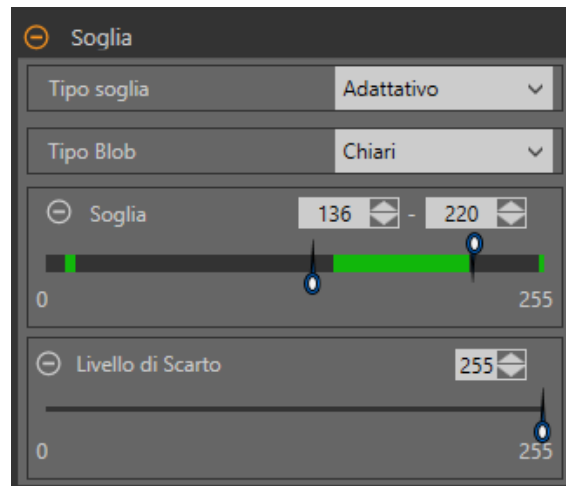 Soglia
Tipo soglia Adattativo
Tipo Blob Chiari
Soglia 136 - 220
0 255
Livello di Scarto 255
0 255